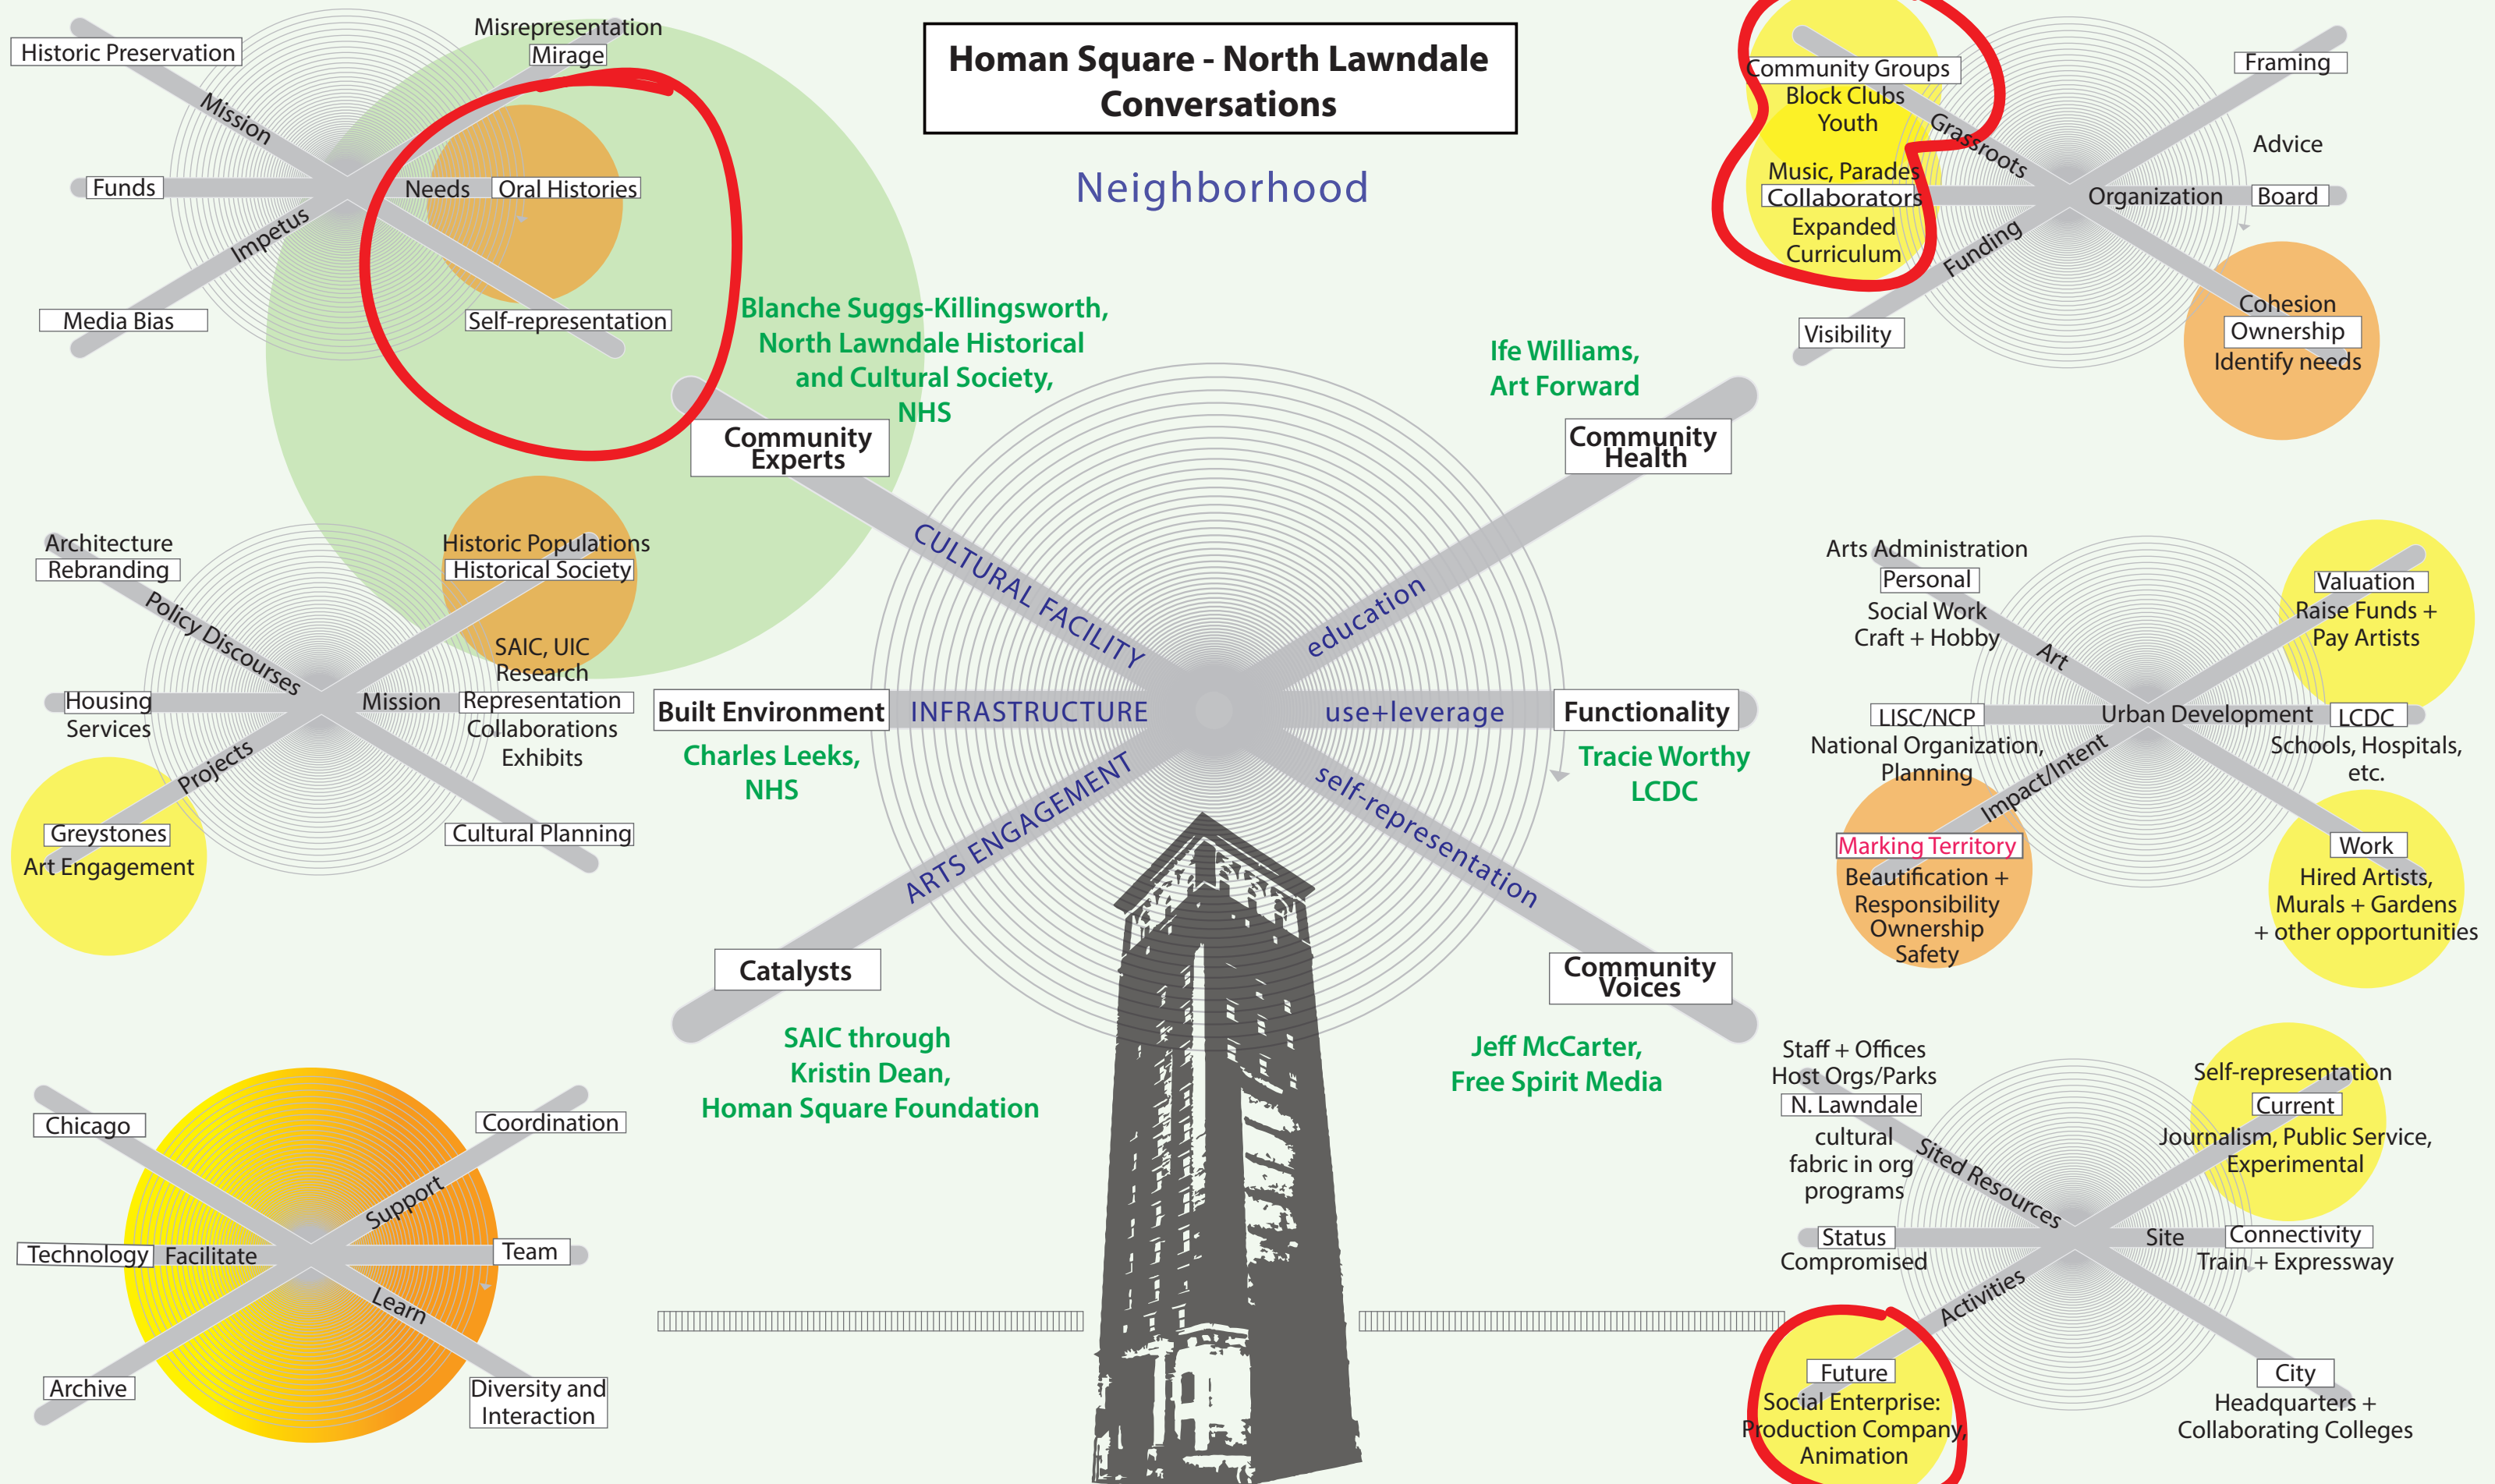 Homan Square - North Lawndale
Conversations
Neighborhood
Historic Preservation
Misrepresentation
Mirage
Mission
Funds
Needs
Oral Histories
Impetus
Media Bias
Self-representation
Blanche Suggs-Killingsworth,
North Lawndale Historical
and Cultural Society,
NHS
Community
Experts
CULTURAL FACILITY
Ife Williams,
Art Forward
Community
Health
education
Community Groups
Block Clubs
Youth
Grassroots
Framing
Advice
Music, Parades
Collaborators
Expanded
Curriculum
Organization
Board
Funding
Visibility
Cohesion
Ownership
Identify needs
Architecture
Rebranding
Policy Discourses
Historic Populations
Historical Society
SAIC, UIC
Research
Housing
Services
Mission
Representation
Collaborations
Exhibits
Projects
Greystones
Art Engagement
Cultural Planning
Built Environment
INFRASTRUCTURE
Charles Leeks,
NHS
use+leverage
Functionality
Tracie Worthy
LCDC
Arts Administration
Personal
Social Work
Craft + Hobby
Art
Valuation
Raise Funds +
Pay Artists
LISC/NCP
National Organization,
Planning
Urban Development
LCDC
Schools, Hospitals,
etc.
Impact/Intent
Marking Territory
Beautification +
Responsibility
Ownership
Safety
Work
Hired Artists,
Murals + Gardens
+ other opportunities
ARTS ENGAGEMENT
Catalysts
SAIC through
Kristin Dean,
Homan Square Foundation
self-representation
Community
Voices
Jeff McCarter,
Free Spirit Media
Chicago
Coordination
Support
Technology
Facilitate
Team
Learn
Archive
Diversity and
Interaction
Staff + Offices
Host Orgs/Parks
N. Lawndale
cultural
fabric in org
programs
Sited Resources
Self-representation
Current
Journalism, Public Service,
Experimental
Status
Compromised
Site
Connectivity
Train + Expressway
Activities
Future
Social Enterprise:
Production Company,
Animation
City
Headquarters +
Collaborating Colleges